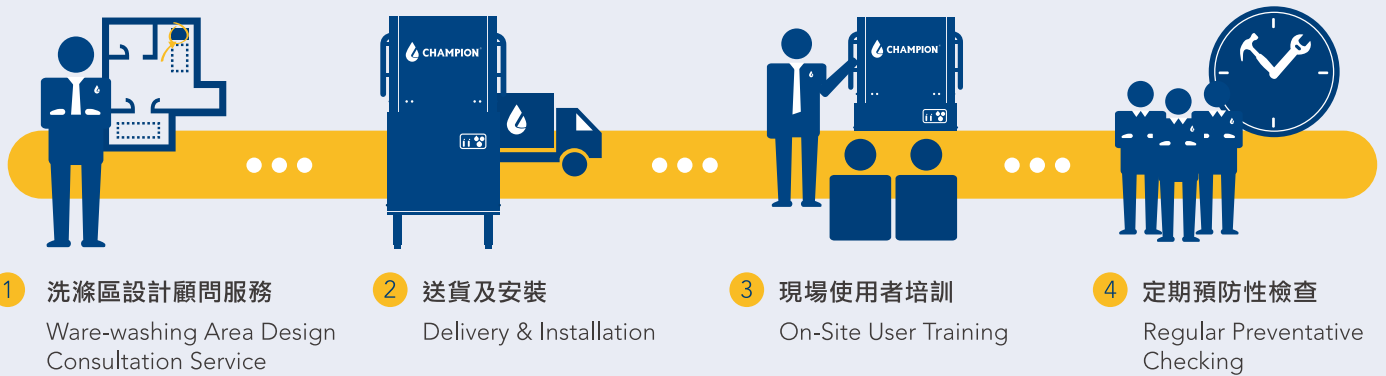 CHAMPION
CHAMPION
1 洗滌區設計顧問服務
Ware-washing Area Design
Consultation Service
2 送貨及安裝
Delivery & Installation
3 現場使用者培訓
On-Site User Training
4 定期預防性檢查
Regular Preventative
Checking